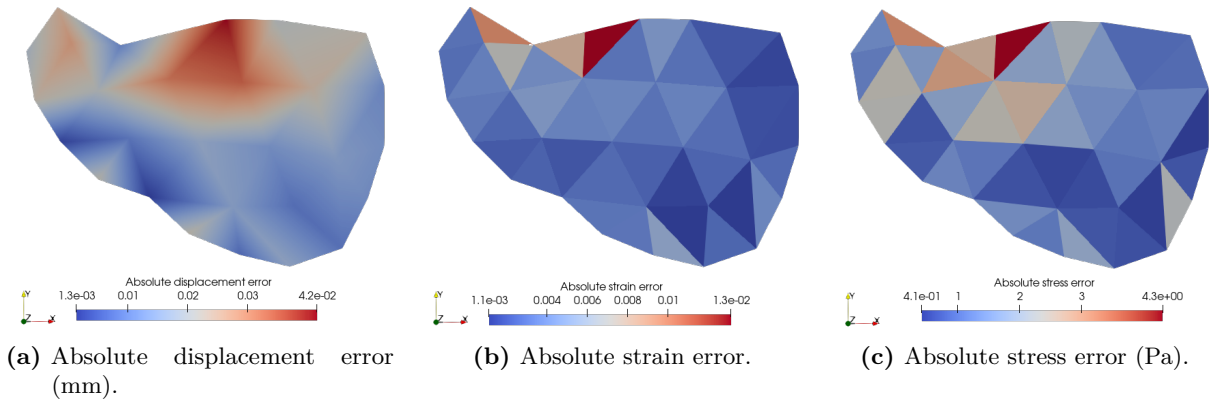 Absolute displacement error
1.3e-03 0.01 0.02 0.03 4.2e-02
Y
Z
X
(a) Absolute displacement error
(mm).
Absolute strain error
1.1e-03 0.004 0.006 0.008 0.01 1.3e-02
Y
Z
X
(b) Absolute strain error.
Absolute stress error
4.1e-01 1 2 3 4.3e+00
Y
Z
X
(c) Absolute stress error (Pa).